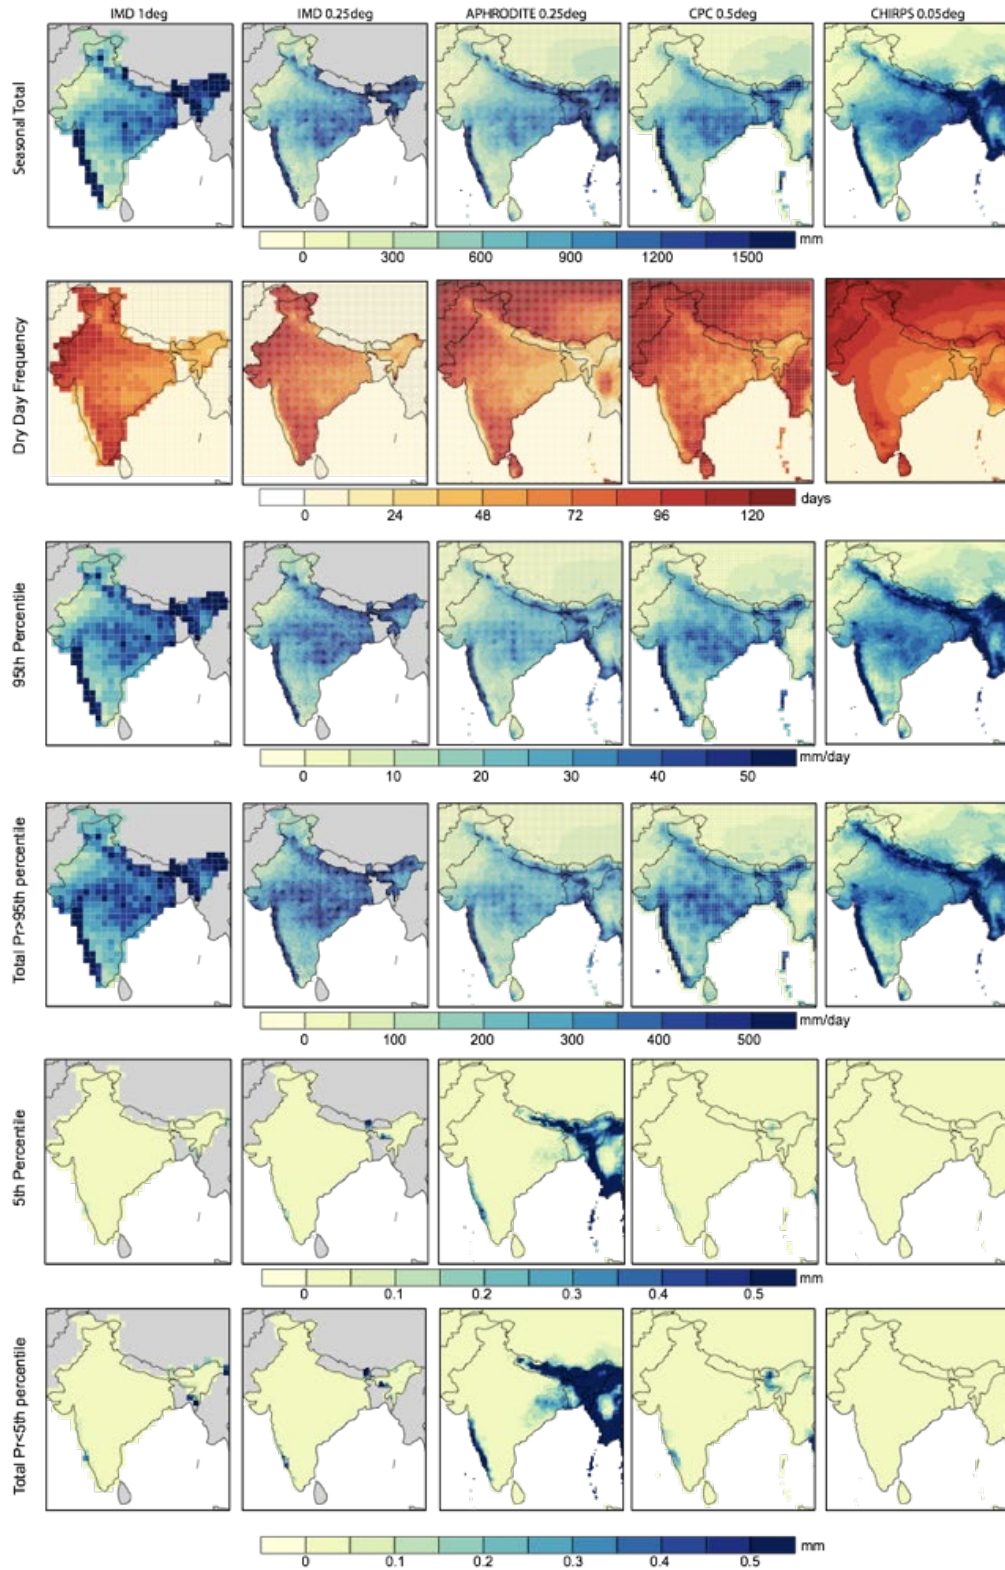 IMD 1deg IMD 0.25deg APHRODITE 0.25deg CPC 0.5deg CHIRPS 0.05deg
Seasonal Total
0 300 600 900 1200 1500 mm
Dry Day Frequency
0 24 48 72 96 120 days
95th Percentile
0 10 20 30 40 50 mm/day
Total Pr>95th percentile
0 100 200 300 400 500 mm/day
5th Percentile
0 0.1 0.2 0.3 0.4 0.5 mm
Total Pr<5th percentile
0 0.1 0.2 0.3 0.4 0.5 mm